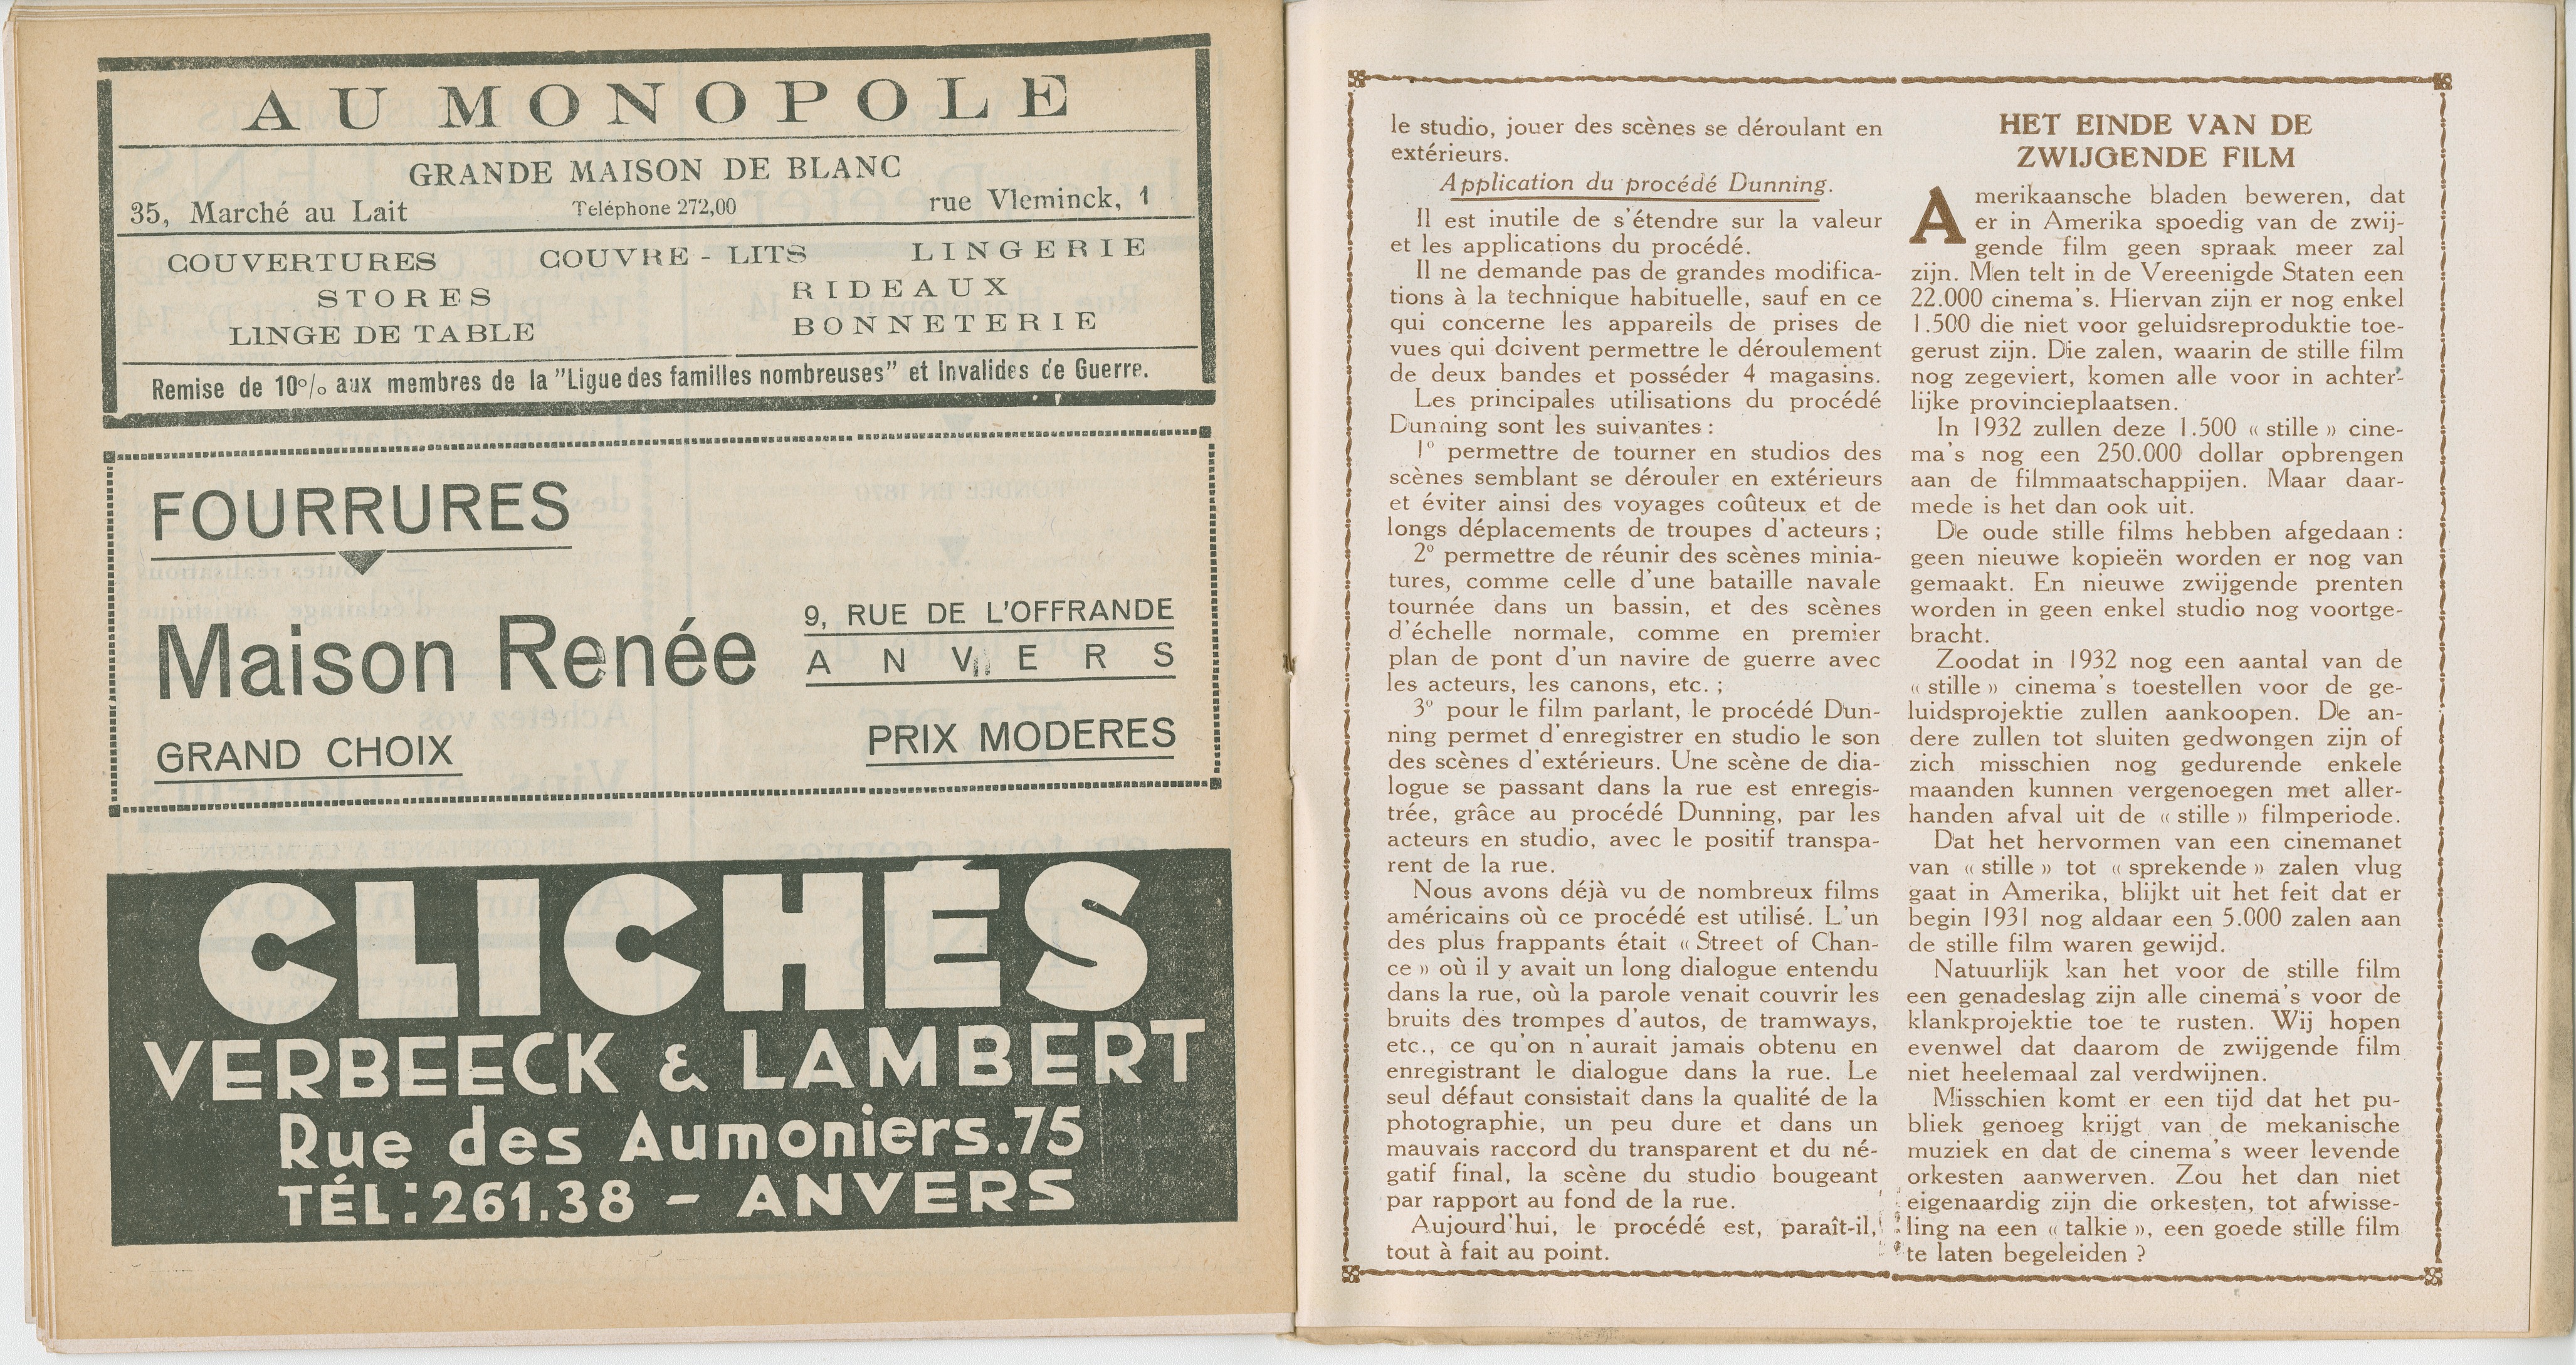 AU MONOPOLE
GRANDE MAISON DE BLANC
35, Marché au Lait Teléphone 272,00 rue Vleminck, 1
COUVERTURES COUVRE - LITS LINGERIE
STORES RIDEAUX
LINGE DE TABLE BONNETERIE
Remise de 10% aux membres de la "Ligue des familles nombreuses" et Invalides de Guerre.
FOURRURES
Maison Renée
9, RUE DE L'OFFRANDE
ANVERS
GRAND CHOIX
PRIX MODERES
CLICHÉS
VERBEECK & LAMBERT
Rue des Aumoniers.75
TÉL:261.38 - ANVERS
le studio, jouer des scènes se déroulant en
extérieurs.
Application du procédé Dunning.
Il est inutile de s'étendre sur la valeur
et les applications du procédé.
Il ne demande pas de grandes modifica-
tions à la technique habituelle, sauf en ce
qui concerne les appareils de prises de
vues qui doivent permettre le déroulement
de deux bandes et posséder 4 magasins.
Les principales utilisations du procédé
Dunning sont les suivantes :
1° permettre de tourner en studios des
scènes semblant se dérouler en extérieurs
et éviter ainsi des voyages coûteux et de
longs déplacements de troupes d'acteurs ;
2° permettre de réunir des scènes minia-
tures, comme celle d'une bataille navale
tournée dans un bassin, et des scènes
d'échelle normale, comme en premier
plan de pont d'un navire de guerre avec
les acteurs, les canons, etc. ;
3° pour le film parlant, le procédé Dun-
ning permet d'enregistrer en studio le son
des scènes d'extérieurs. Une scène de dia-
logue se passant dans la rue est enregis-
trée, grâce au procédé Dunning, par les
acteurs en studio, avec le positif transpa-
rent de la rue.
Nous avons déjà vu de nombreux films
américains où ce procédé est utilisé. L'un
des plus frappants était « Street of Chan-
ce » où il y avait un long dialogue entendu
dans la rue, où la parole venait couvrir les
bruits des trompes d'autos, de tramways,
etc., ce qu'on n'aurait jamais obtenu en
enregistrant le dialogue dans la rue. Le
seul défaut consistait dans la qualité de la
photographie, un peu dure et dans un
mauvais raccord du transparent et du né-
gatif final, la scène du studio bougeant
par rapport au fond de la rue.
Aujourd'hui, le procédé est, paraît-il,
tout à fait au point.
HET EINDE VAN DE
ZWIJGENDE FILM
Amerikaansche bladen beweren, dat
er in Amerika spoedig van de zwij-
gende film geen spraak meer zal
zijn. Men telt in de Vereenigde Staten een
22.000 cinema's. Hiervan zijn er nog enkel
1.500 die niet voor geluidsreproduktie toe-
gerust zijn. Die zalen, waarin de stille film
nog zegeviert, komen alle voor in achter-
lijke provincieplaatsen.
In 1932 zullen deze 1.500 « stille » cine-
ma's nog een 250.000 dollar opbrengen
aan de filmmaatschappijen. Maar daar-
mede is het dan ook uit.
De oude stille films hebben afgedaan :
geen nieuwe kopieën worden er nog van
gemaakt. En nieuwe zwijgende prenten
worden in geen enkel studio nog voortge-
bracht.
Zoodat in 1932 nog een aantal van de
« stille » cinema's toestellen voor de ge-
luidsprojektie zullen aankoopen. De an-
dere zullen tot sluiten gedwongen zijn of
zich misschien nog gedurende enkele
maanden kunnen vergenoegen met aller-
handen afval uit de « stille » filmperiode.
Dat het hervormen van een cinemanet
van « stille » tot « sprekende » zalen vlug
gaat in Amerika, blijkt uit het feit dat er
begin 1931 nog aldaar een 5.000 zalen aan
de stille film waren gewijd.
Natuurlijk kan het voor de stille film
een genadeslag zijn alle cinema's voor de
klankprojektie toe te rusten. Wij hopen
evenwel dat daarom de zwijgende film
niet heelemaal zal verdwijnen.
Misschien komt er een tijd dat het pu-
bliek genoeg krijgt van de mekanische
muziek en dat de cinema's weer levende
orkesten aanwerven. Zou het dan niet
eigenaardig zijn die orkesten, tot afwisse-
ling na een « talkie », een goede stille film
te laten begeleiden ?